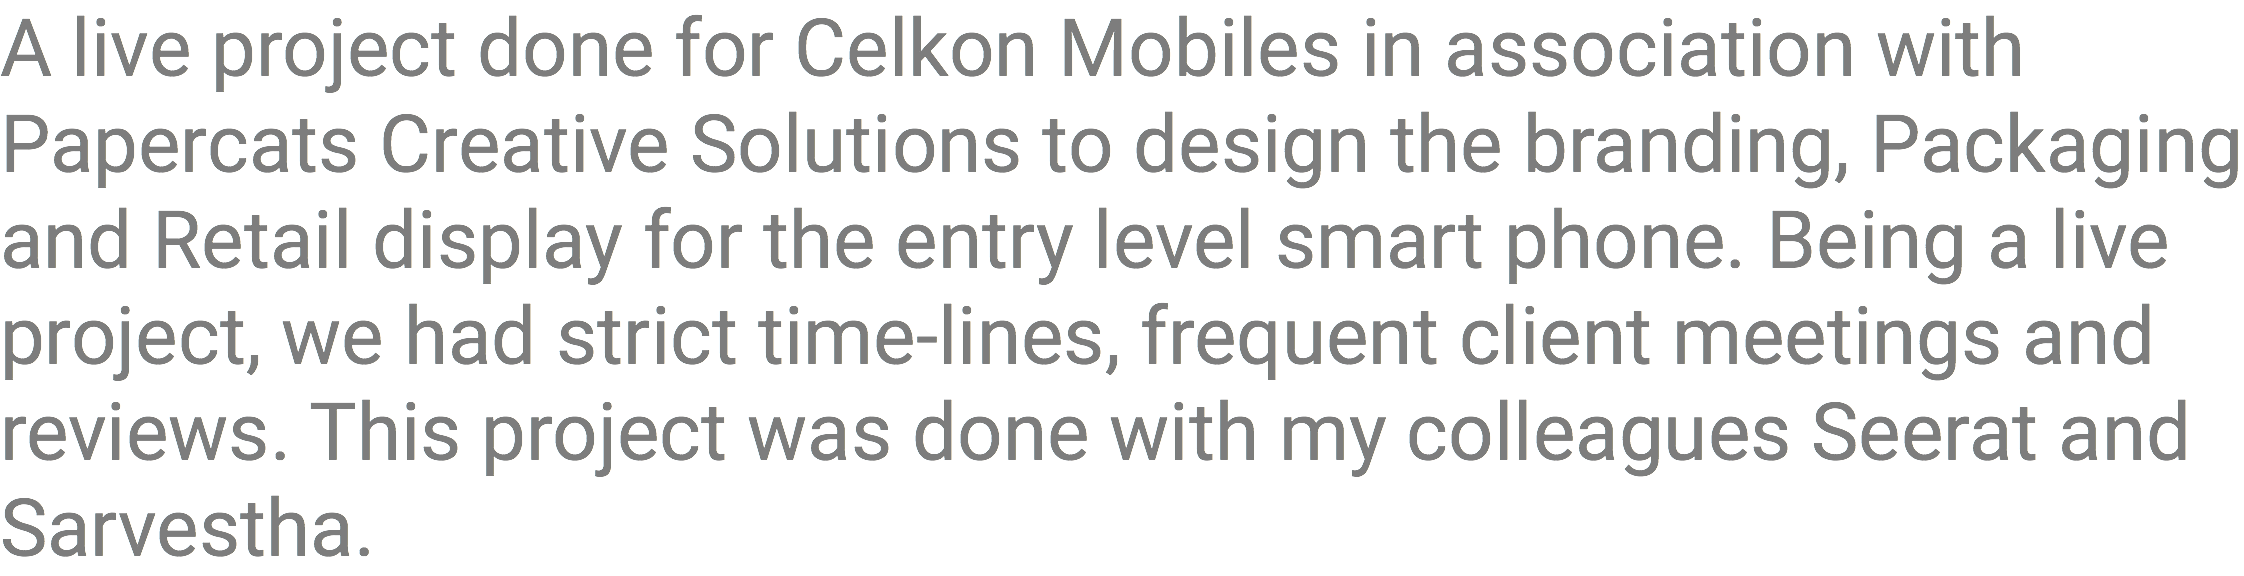 A live project done for Celkon Mobiles in association with
Papercats Creative Solutions to design the branding, Packaging
and Retail display for the entry level smart phone. Being a live
project, we had strict time-lines, frequent client meetings and
reviews. This project was done with my colleagues Seerat and
Sarvestha.